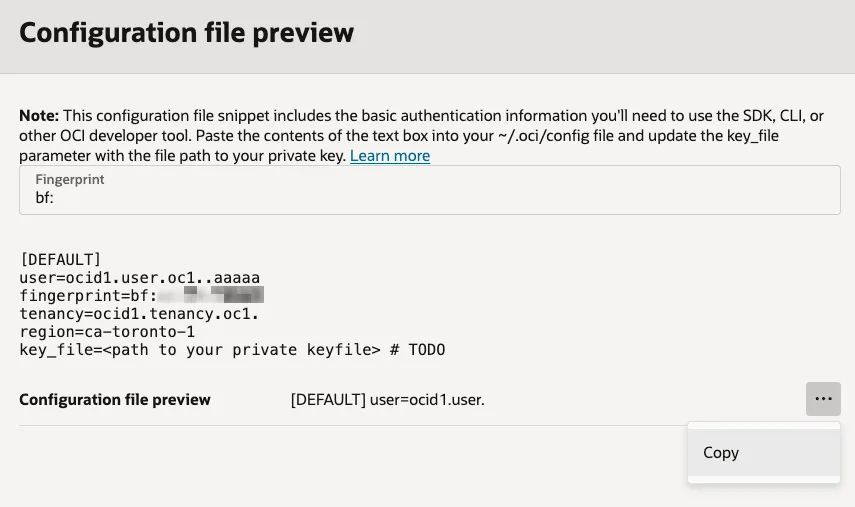 Configuration file preview
Note: This configuration file snippet includes the basic authentication information you'll need to use the SDK, CLI, or
other OCI developer tool. Paste the contents of the text box into your ~/.oci/config file and update the key_file
parameter with the file path to your private key. Learn more
Fingerprint
bf:
[DEFAULT]
user=ocid1.user.oc1..aaaaa
fingerprint=bf:
tenancy=ocid1.tenancy.oc1.
region=ca-toronto-1
key_file=<path to your private keyfile> # TODO
Configuration file preview [DEFAULT] user=ocid1.user.
Copy